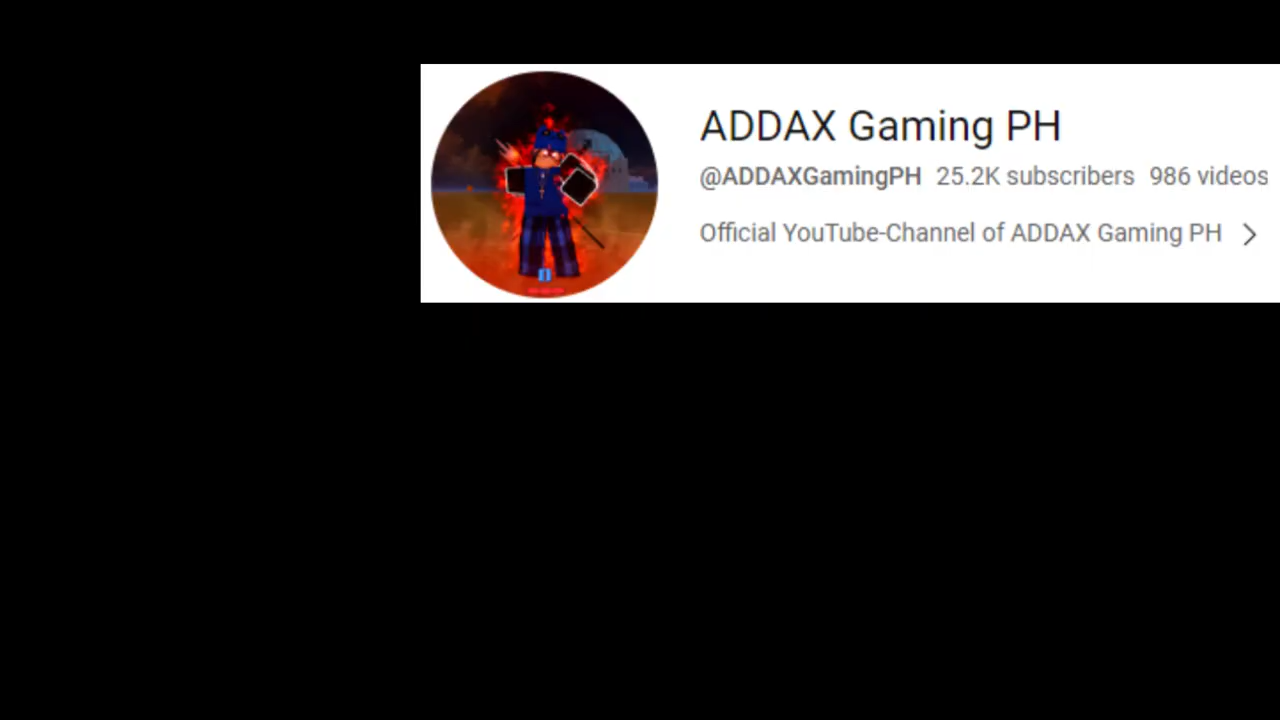 ADDAX Gaming PH
@ADDAXGamingPH 25.2K subscribers 986 videos
Official YouTube-Channel of ADDAX Gaming PH